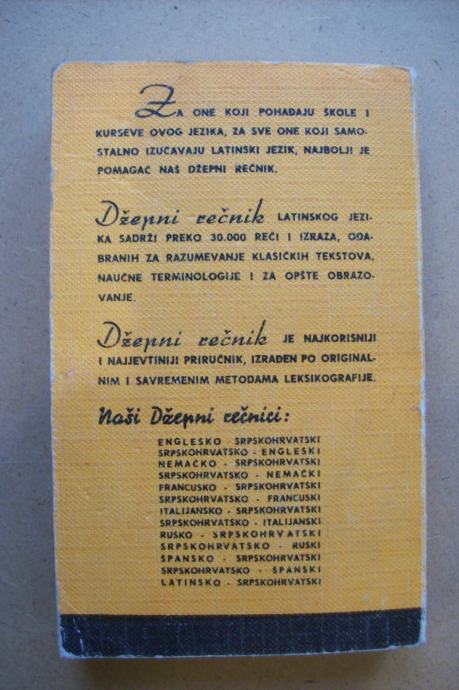 ZA ONE KOJI POHAĐAJU ŠKOLE I
KURSEVE OVOG JEZIKA, ZA SVE ONE KOJI SAMO-
STALNO IZUČAVAJU LATINSKI JEZIK, NAJBOLJI JE
POMAGAČ NAŠ DŽEPNI REČNIK.
Džepni rečnik LATINSKOG JEZI-
KA SADRŽI PREKO 30.000 REČI I IZRAZA, ODA-
BRANIH ZA RAZUMEVANJE KLASIČKIH TEKSTOVA,
NAUČNE TERMINOLOGIJE I ZA OPŠTE OBRAZO-
VANJE.
Džepni rečnik JE NAJKORISNIJI
I NAJJEVTINIJI PRIRUČNIK, IZRAĐEN PO ORIGINAL-
NIM I SAVREMENIM METODAMA LEKSIKOGRAFIJE.
Naši Džepni rečnici:
ENGLESKO - SRPSKOHRVATSKI
SRPSKOHRVATSKO - ENGLESKI
NEMAČKO - SRPSKOHRVATSKI
SRPSKOHRVATSKO - NEMAČKI
FRANCUSKO - SRPSKOHRVATSKI
SRPSKOHRVATSKO - FRANCUSKI
ITALIJANSKO - SRPSKOHRVATSKI
SRPSKOHRVATSKO - ITALIJANSKI
RUSKO - SRPSKOHRVATSKI
SRPSKOHRVATSKO - RUSKI
ŠPANSKO - SRPSKOHRVATSKI
SRPSKOHRVATSKO - ŠPANSKI
LATINSKO - SRPSKOHRVATSKI